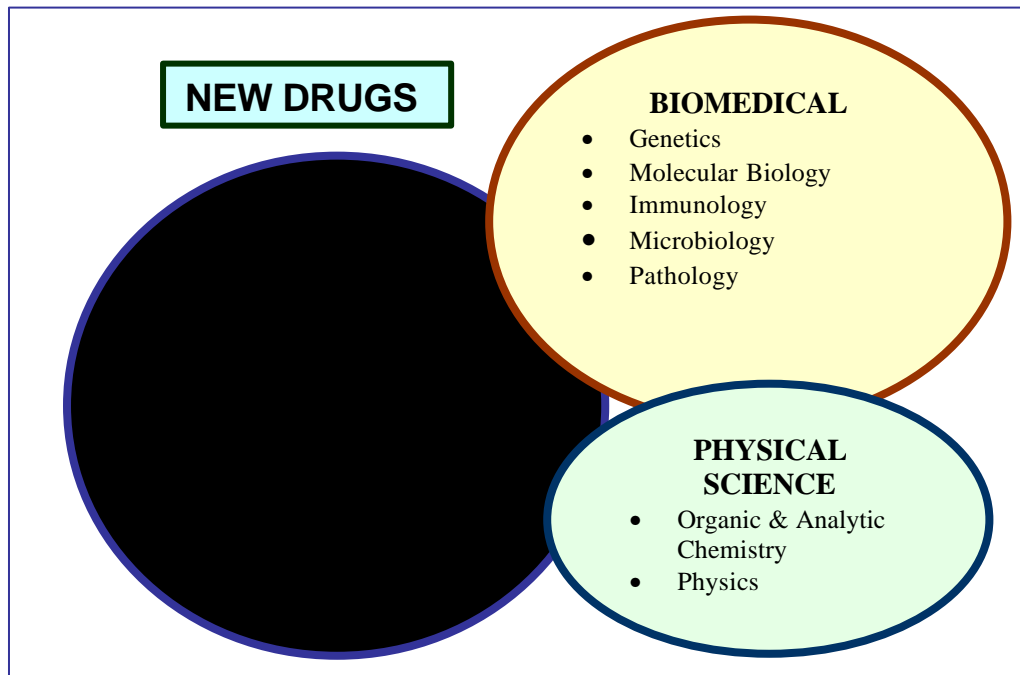 NEW DRUGS
BIOMEDICAL
• Genetics
• Molecular Biology
• Immunology
• Microbiology
• Pathology
PHYSICAL
SCIENCE
• Organic & Analytic
Chemistry
• Physics